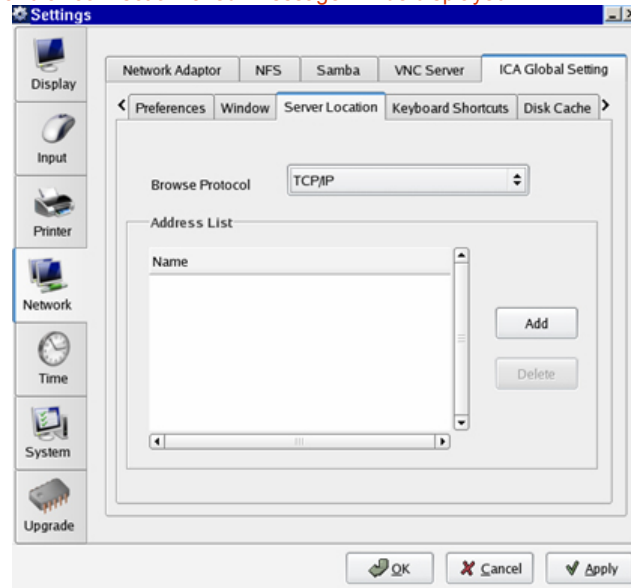 Settings
Display
Input
Printer
Network
Time
System
Upgrade
Network Adaptor NFS Samba VNC Server ICA Global Setting
Preferences Window Server Location Keyboard Shortcuts Disk Cache
Browse Protocol TCP/IP
Address List
Name
Add
Delete
OK Cancel Apply